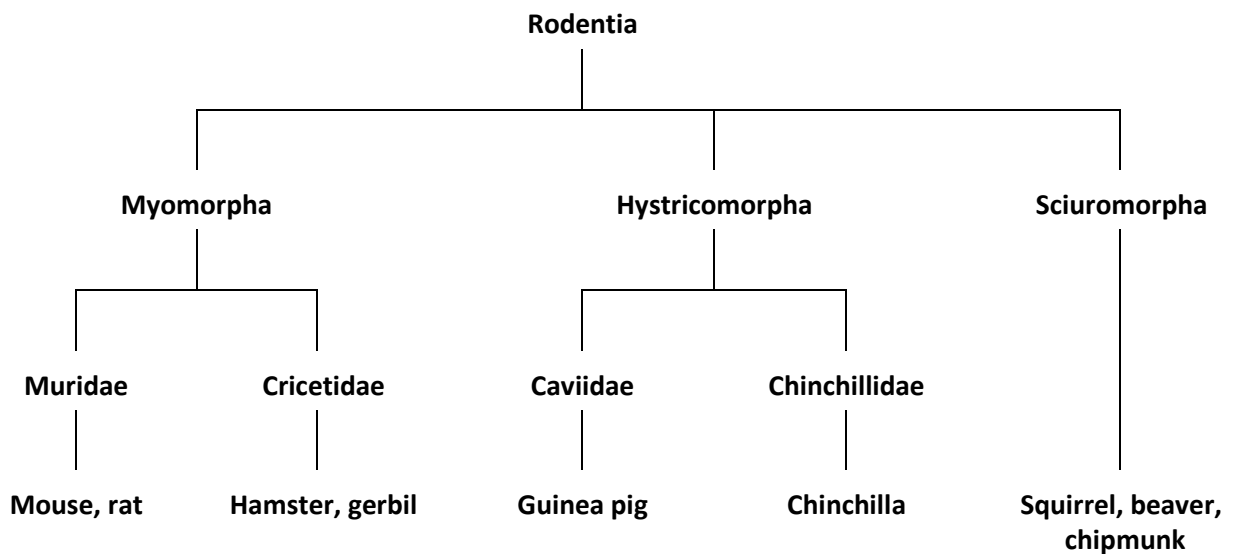 Rodentia
Myomorpha
Hystricomorpha
Sciuromorpha
Muridae
Cricetidae
Caviidae
Chinchillidae
Mouse, rat
Hamster, gerbil
Guinea pig
Chinchilla
Squirrel, beaver,
chipmunk